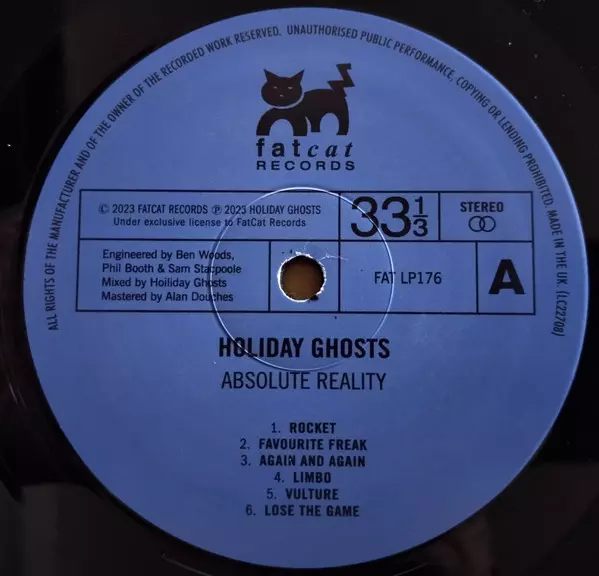 ALL RIGHTS OF THE MANUFACTURER AND OF THE OWNER OF THE RECORDED WORK RESERVED. UNAUTHORISED PUBLIC PERFORMANCE, COPYING OR LENDING PROHIBITED. MADE IN THE UK. (LC22708)
fatcat
RECORDS
© 2023 FATCAT RECORDS ℗ 2023 HOLIDAY GHOSTS
Under exclusive license to FatCat Records
33 1/3
STEREO
Engineered by Ben Woods,
Phil Booth & Sam Stacpoole
Mixed by Hoiliday Ghosts
Mastered by Alan Douches
FAT LP176
A
HOLIDAY GHOSTS
ABSOLUTE REALITY
1. ROCKET
2. FAVOURITE FREAK
3. AGAIN AND AGAIN
4. LIMBO
5. VULTURE
6. LOSE THE GAME